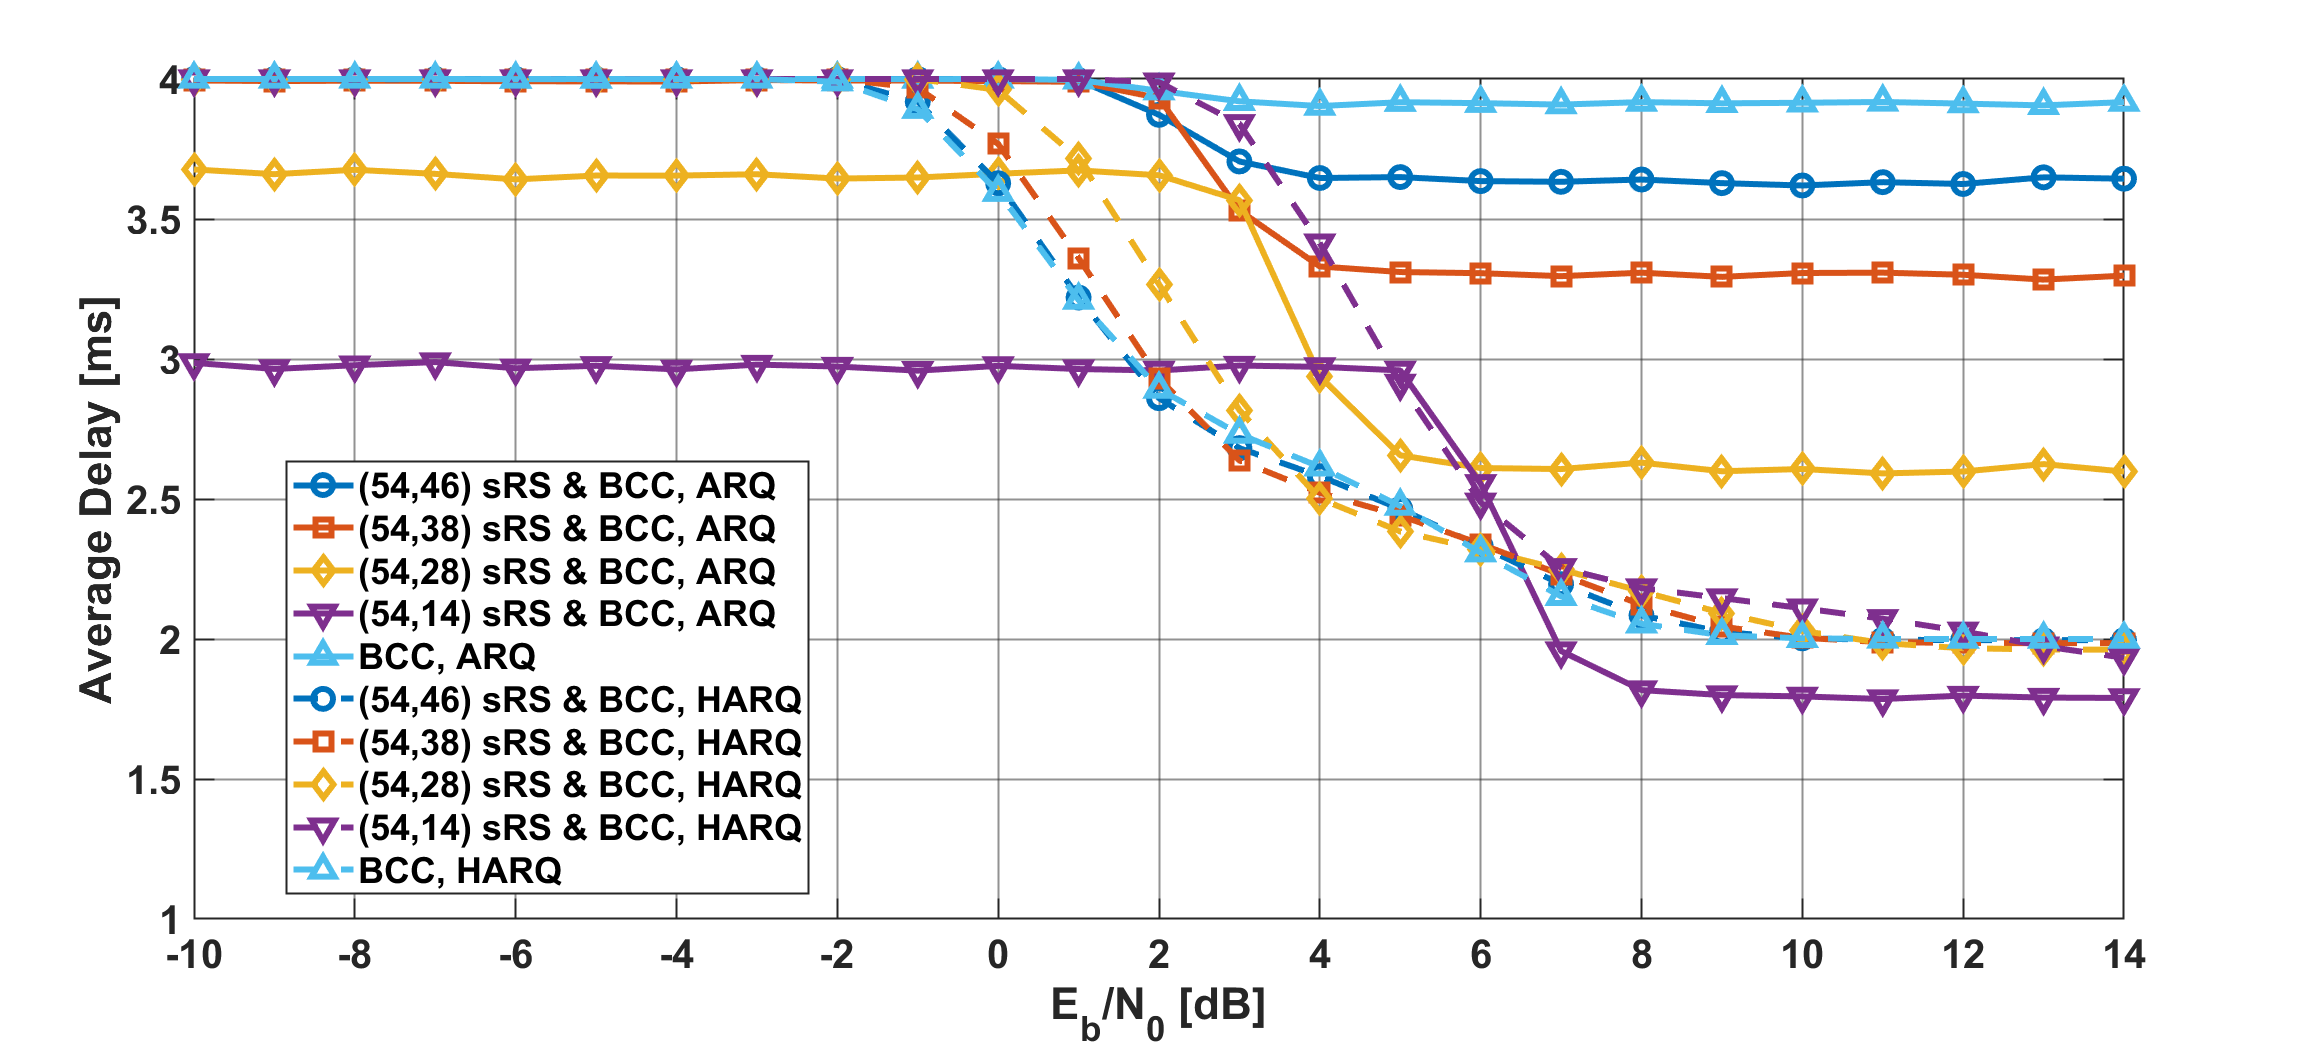 4
3.5
3
2.5
2
1.5
1
Average Delay [ms]
(54,46) sRS & BCC, ARQ
(54,38) sRS & BCC, ARQ
(54,28) sRS & BCC, ARQ
(54,14) sRS & BCC, ARQ
BCC, ARQ
(54,46) sRS & BCC, HARQ
(54,38) sRS & BCC, HARQ
(54,28) sRS & BCC, HARQ
(54,14) sRS & BCC, HARQ
BCC, HARQ
-10 -8 -6 -4 -2 0 2 4 6 8 10 12 14
E_b/N_0 [dB]